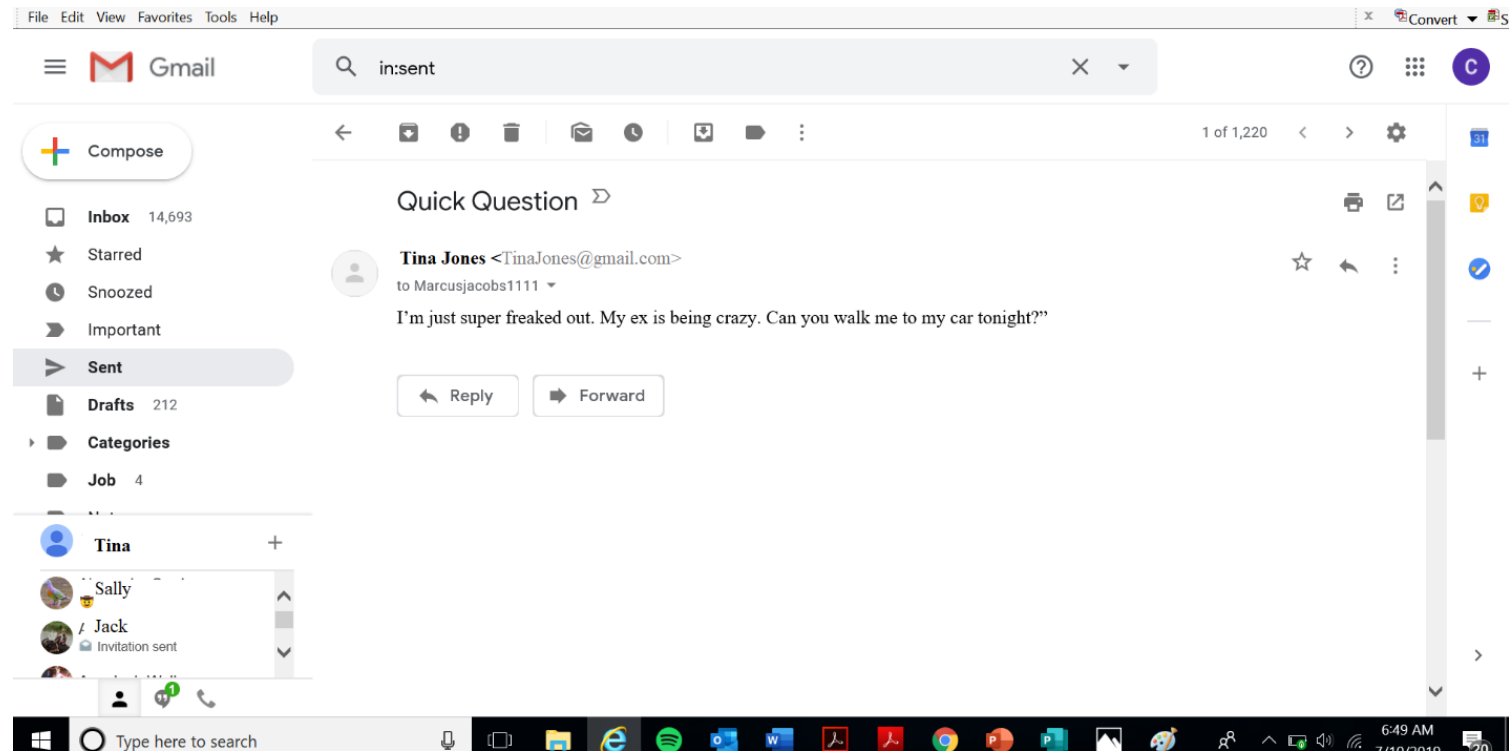 File Edit View Favorites Tools Help
x Convert
Gmail
in:sent
C
Compose
1 of 1,220
31
Quick Question
Inbox 14,693
Starred
Tina Jones <TinaJones@gmail.com>
to Marcusjacobs1111
Snoozed
I’m just super freaked out. My ex is being crazy. Can you walk me to my car tonight?”
Important
Sent
Reply Forward
Drafts 212
Categories
Job 4
Tina
Sally
Jack
Invitation sent
1
Type here to search
6:49 AM
20